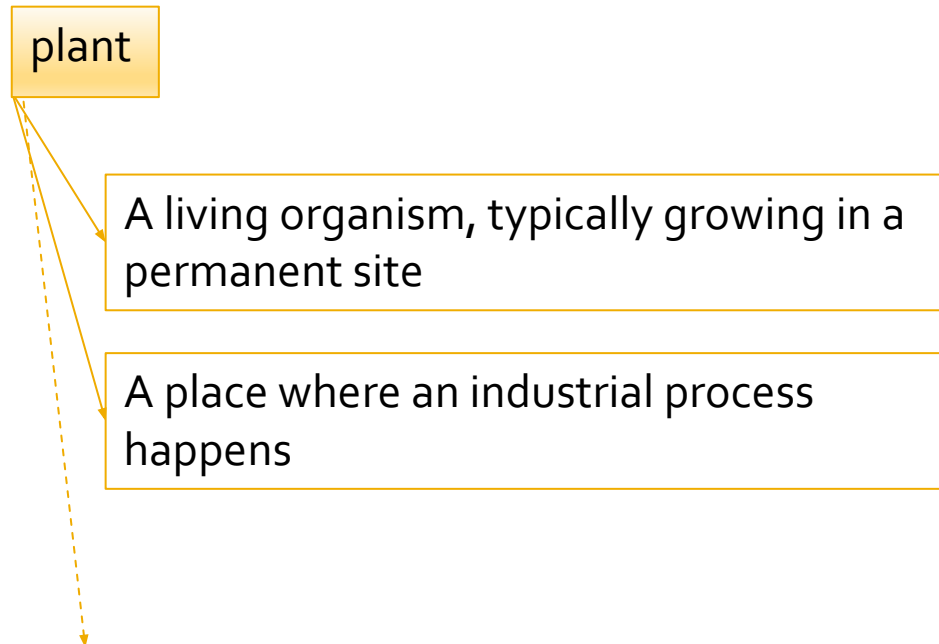 plant
A living organism, typically growing in a
permanent site
A place where an industrial process
happens